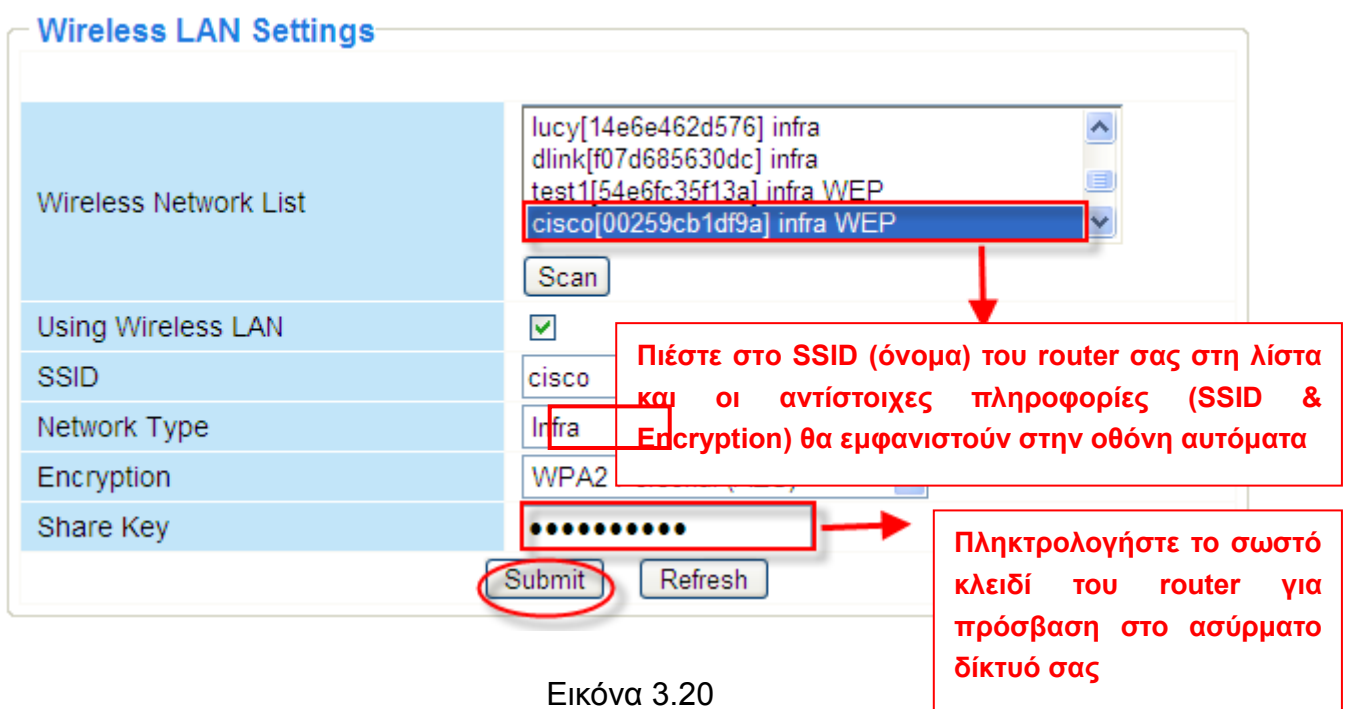 Wireless LAN Settings
Wireless Network List
lucy[14e6e462d576] infra
dlink[f07d685630dc] infra
test1[54e6fc35f13a] infra WEP
cisco[00259cb1df9a] infra WEP
Scan
Using Wireless LAN
SSID
cisco
Network Type
Infra
Encryption
WPA2
Share Key
••••••••••
Submit
Refresh
Πιέστε στο SSID (όνομα) του router σας στη λίστα
και οι αντίστοιχες πληροφορίες (SSID &
Encryption) θα εμφανιστούν στην οθόνη αυτόματα
Πληκτρολογήστε το σωστό
κλειδί του router για
πρόσβαση στο ασύρματο
δίκτυό σας
Εικόνα 3.20